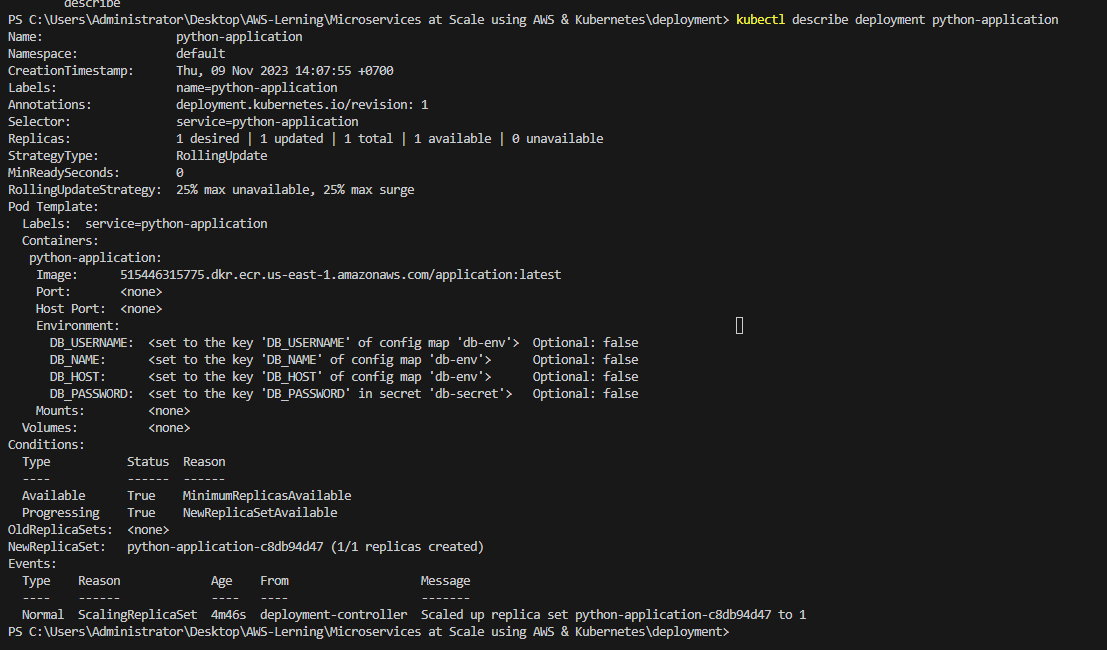 describe
PS C:\Users\Administrator\Desktop\AWS-Lerning\Microservices at Scale using AWS & Kubernetes\deployment> kubectl describe deployment python-application
Name:                   python-application
Namespace:              default
CreationTimestamp:      Thu, 09 Nov 2023 14:07:55 +0700
Labels:                 name=python-application
Annotations:            deployment.kubernetes.io/revision: 1
Selector:               service=python-application
Replicas:               1 desired | 1 updated | 1 total | 1 available | 0 unavailable
StrategyType:           RollingUpdate
MinReadySeconds:        0
RollingUpdateStrategy:  25% max unavailable, 25% max surge
Pod Template:
  Labels:  service=python-application
  Containers:
   python-application:
    Image:      515446315775.dkr.ecr.us-east-1.amazonaws.com/application:latest
    Port:       <none>
    Host Port:  <none>
    Environment:
      DB_USERNAME:  <set to the key 'DB_USERNAME' of config map 'db-env'>  Optional: false
      DB_NAME:      <set to the key 'DB_NAME' of config map 'db-env'>      Optional: false
      DB_HOST:      <set to the key 'DB_HOST' of config map 'db-env'>      Optional: false
      DB_PASSWORD:  <set to the key 'DB_PASSWORD' in secret 'db-secret'>   Optional: false
    Mounts:         <none>
  Volumes:          <none>
Conditions:
  Type           Status  Reason
  ----           ------  ------
  Available      True    MinimumReplicasAvailable
  Progressing    True    NewReplicaSetAvailable
OldReplicaSets:  <none>
NewReplicaSet:   python-application-c8db94d47 (1/1 replicas created)
Events:
  Type    Reason             Age    From                   Message
  ----    ------             ----   ----                   -------
  Normal  ScalingReplicaSet  4m46s  deployment-controller  Scaled up replica set python-application-c8db94d47 to 1
PS C:\Users\Administrator\Desktop\AWS-Lerning\Microservices at Scale using AWS & Kubernetes\deployment>